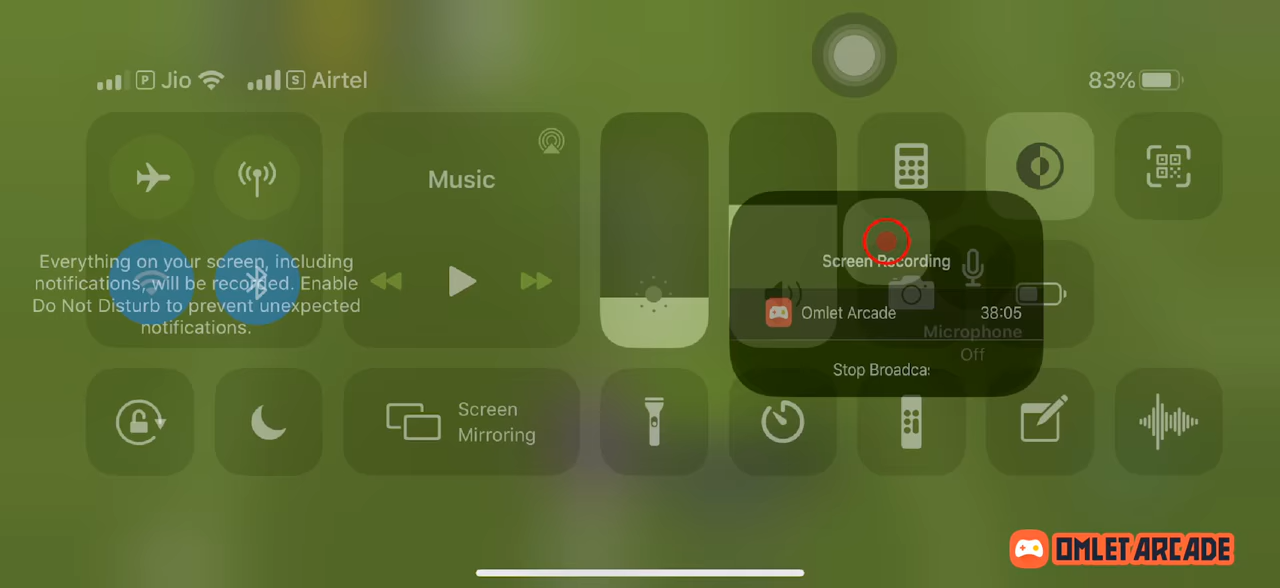 P Jio S Airtel 83%
Music
Everything on your screen, including
notifications, will be recorded. Enable
Do Not Disturb to prevent unexpected
notifications.
Screen Recording
Omlet Arcade 38:05
Microphone
Off
Stop Broadcas
Screen
Mirroring
OMLET ARCADE